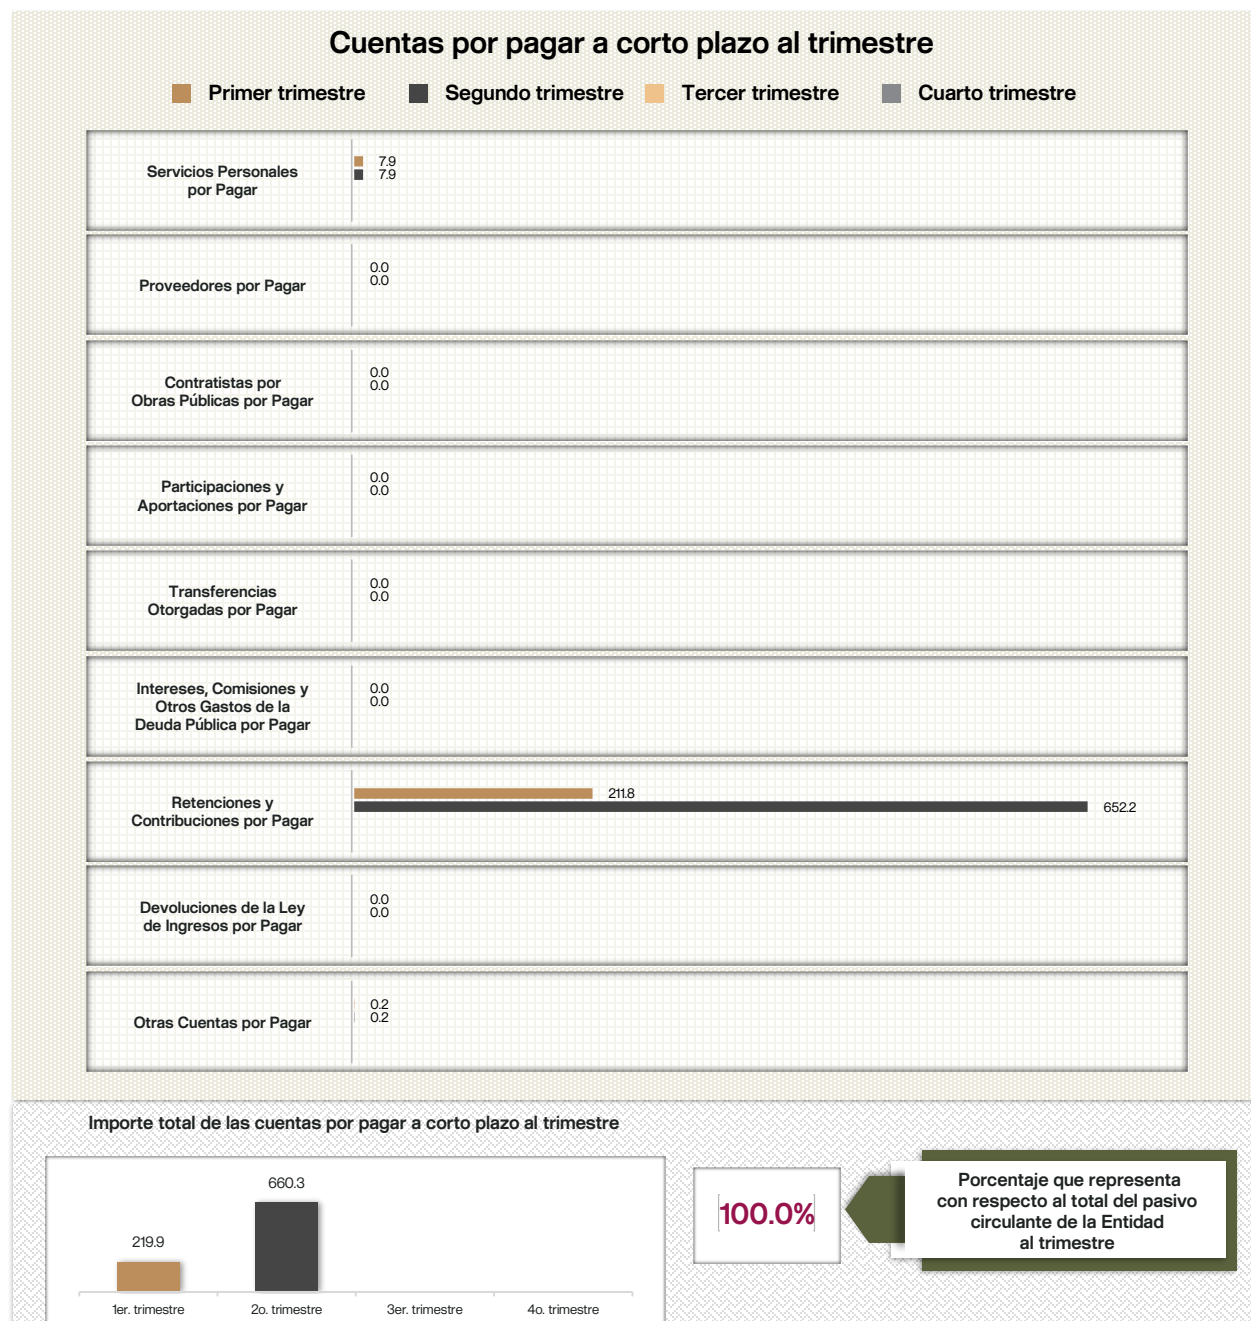 Cuentas por pagar a corto plazo al trimestre
Primer trimestre Segundo trimestre Tercer trimestre Cuarto trimestre
Servicios Personales
por Pagar
7.9
7.9
Proveedores por Pagar
0.0
0.0
Contratistas por
Obras Públicas por Pagar
0.0
0.0
Participaciones y
Aportaciones por Pagar
0.0
0.0
Transferencias
Otorgadas por Pagar
0.0
0.0
Intereses, Comisiones y
Otros Gastos de la
Deuda Pública por Pagar
0.0
0.0
Retenciones y
Contribuciones por Pagar
211.8
652.2
Devoluciones de la Ley
de Ingresos por Pagar
0.0
0.0
Otras Cuentas por Pagar
0.2
0.2
Importe total de las cuentas por pagar a corto plazo al trimestre
219.9
660.3
1er. trimestre 2o. trimestre 3er. trimestre 4o. trimestre
100.0%
Porcentaje que representa
con respecto al total del pasivo
circulante de la Entidad
al trimestre